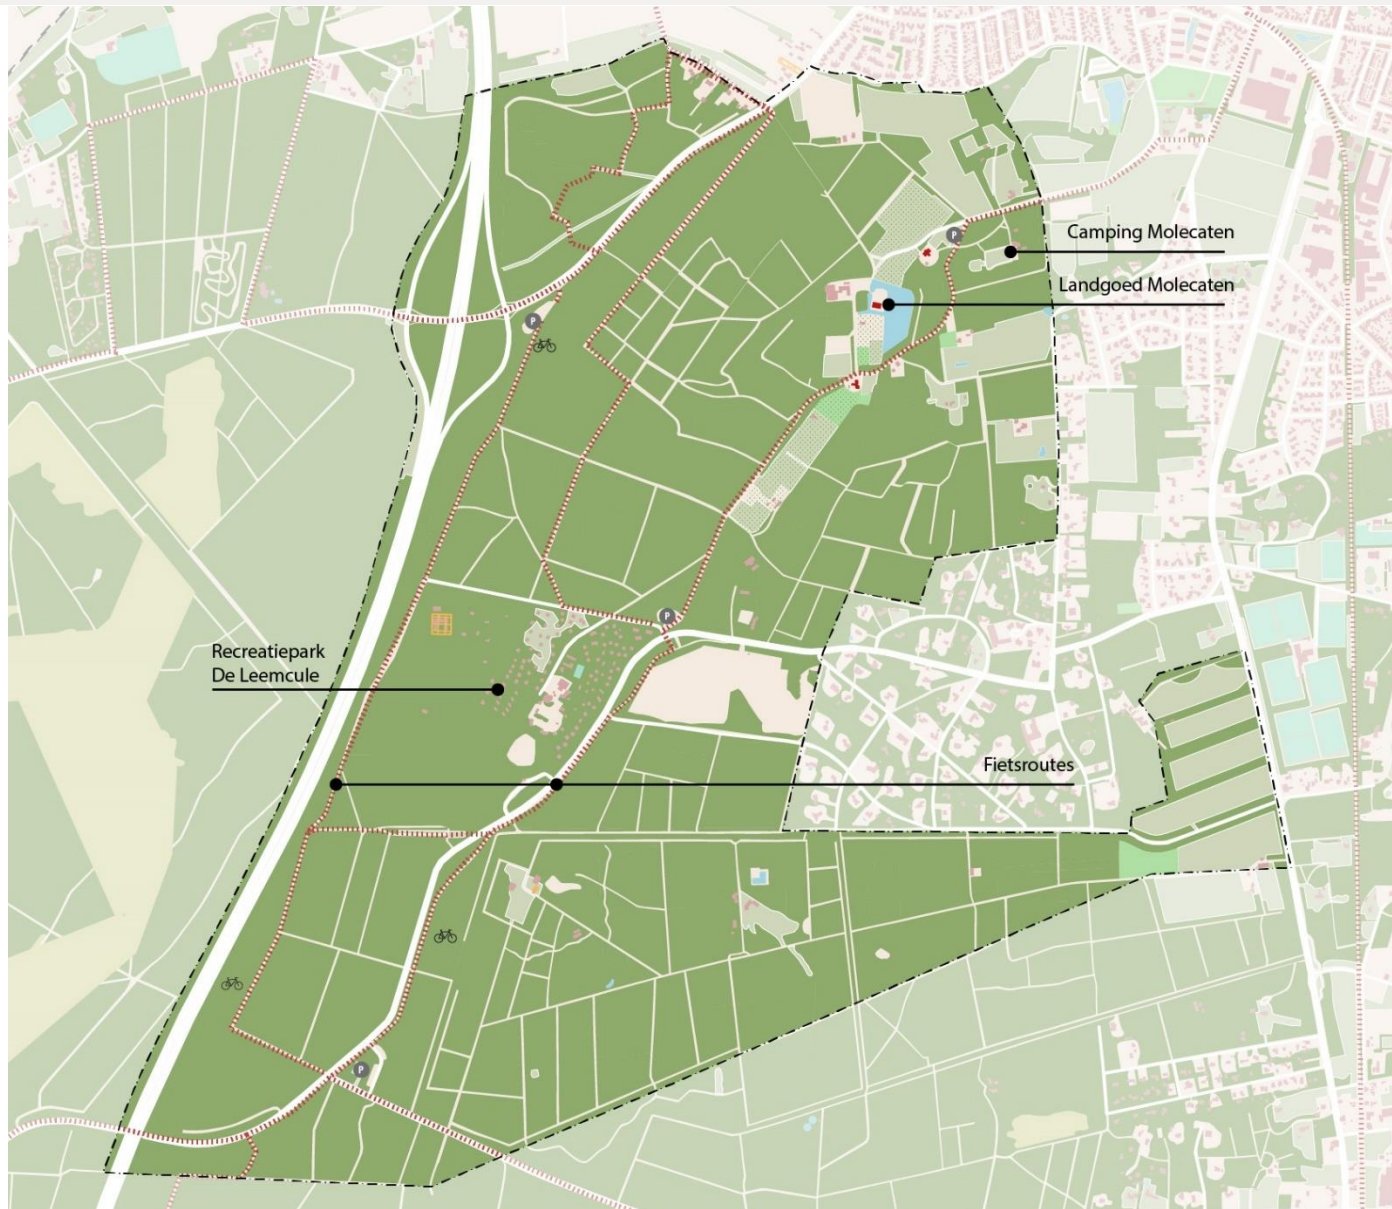 Camping Molecaten
P
Landgoed Molecaten
P
P
Recreatiepark
De Leemcule
Fietsroutes
P